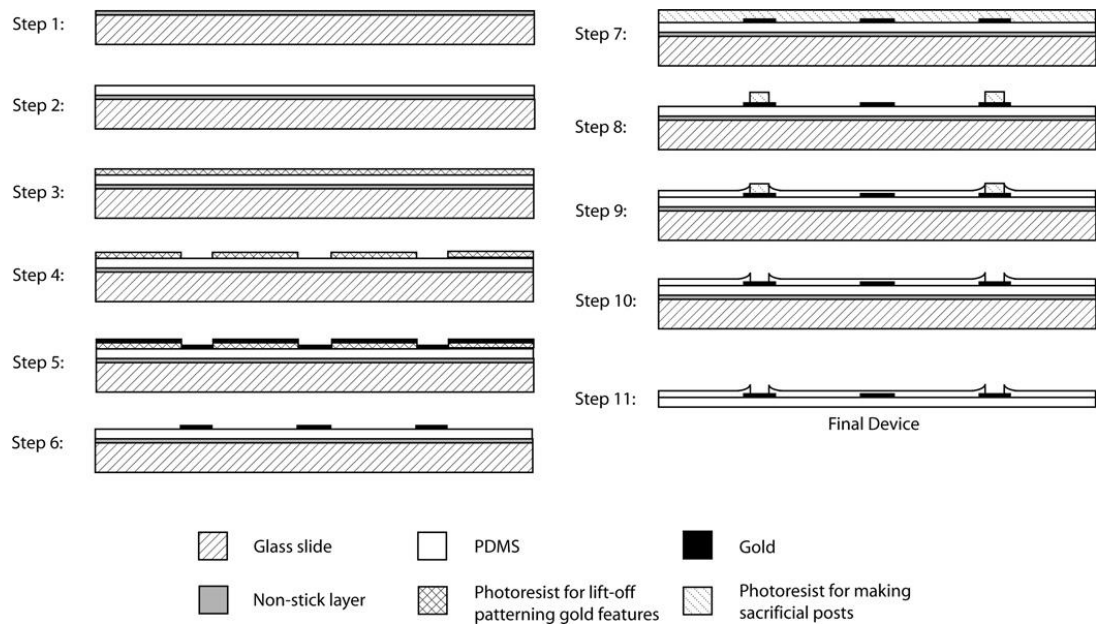 Step 1:
Step 2:
Step 3:
Step 4:
Step 5:
Step 6:
Step 7:
Step 8:
Step 9:
Step 10:
Step 11:
Final Device
Glass slide
PDMS
Gold
Non-stick layer
Photoresist for lift-off
patterning gold features
Photoresist for making
sacrificial posts